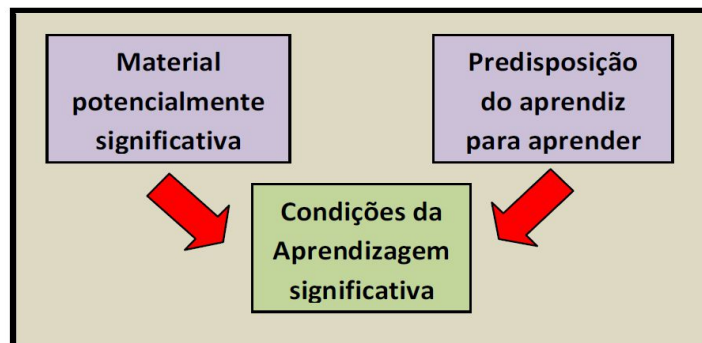 Material
potencialmente
significativa
Predisposição
do aprendiz
para aprender
Condições da
Aprendizagem
significativa